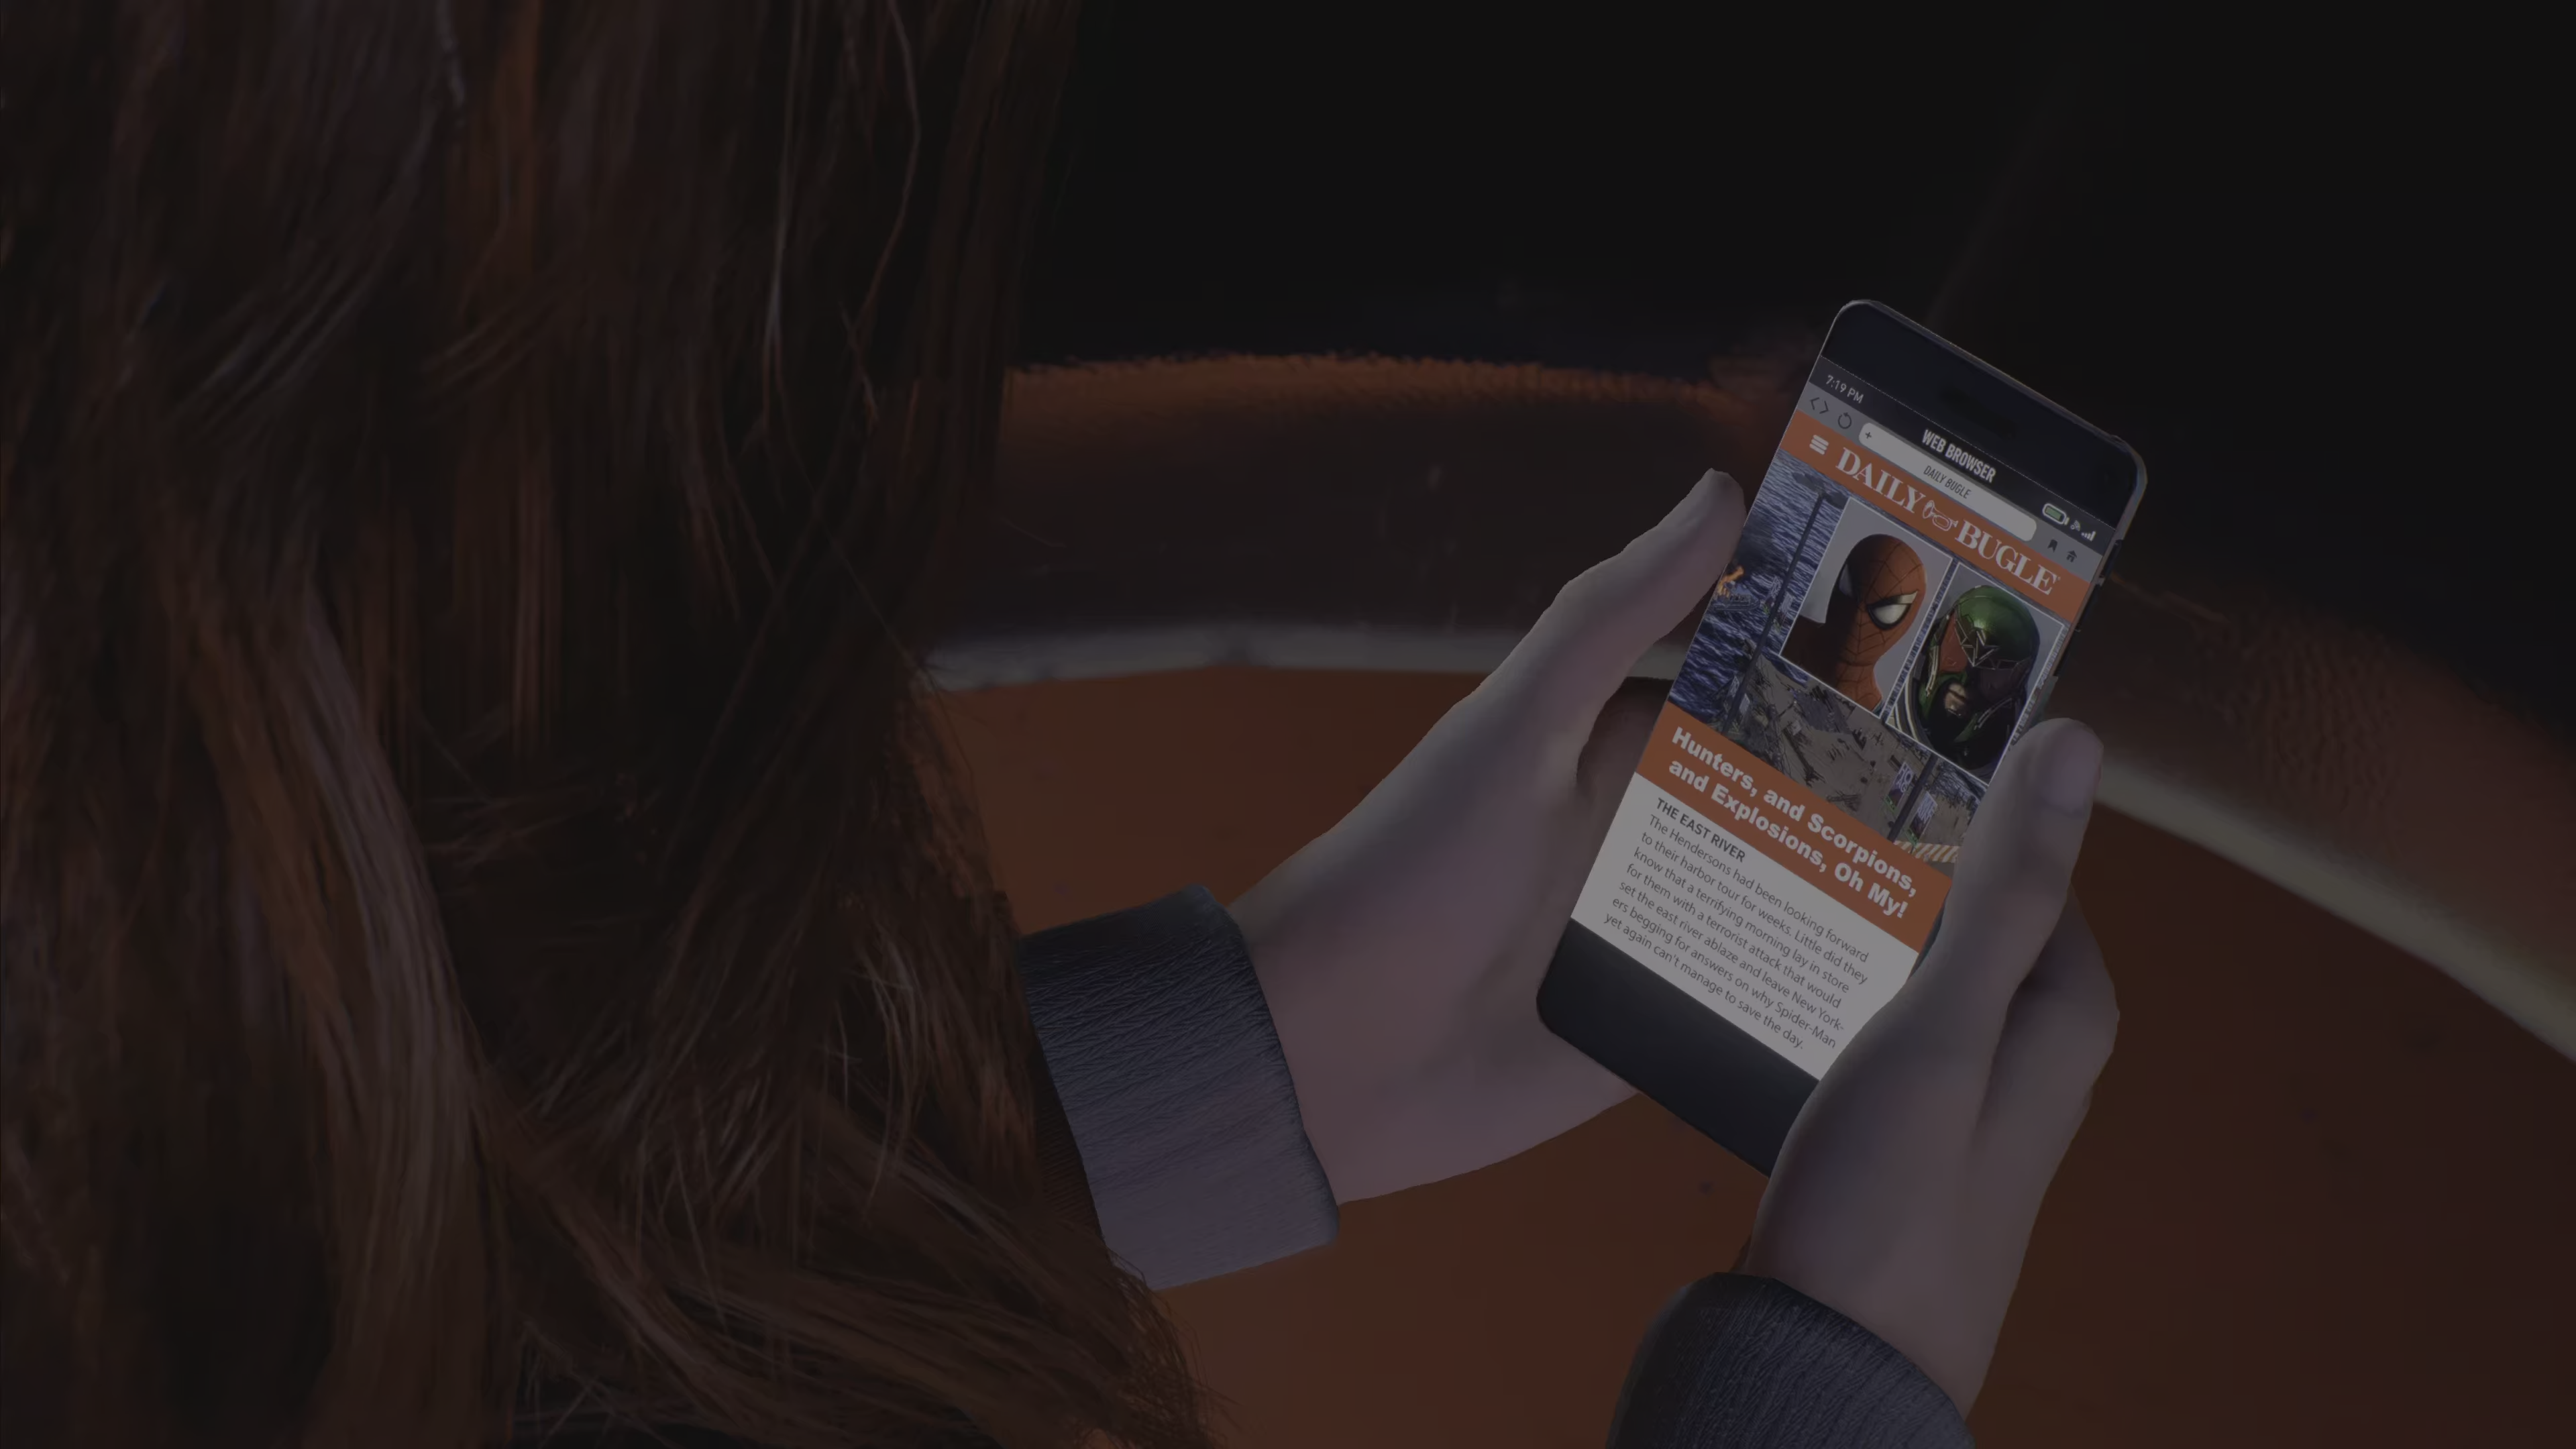 7:19 PM
WEB BROWSER
DAILY BUGLE
DAILY BUGLE
Hunters, and Scorpions,
and Explosions, Oh My!
THE EAST RIVER
The Hendersons had been looking forward
to their harbor tour for weeks. Little did they
know that a terrifying morning lay in store
for them with a terrorist attack that would
set the east river ablaze and leave New York-
ers begging for answers on why Spider-Man
yet again can't manage to save the day.